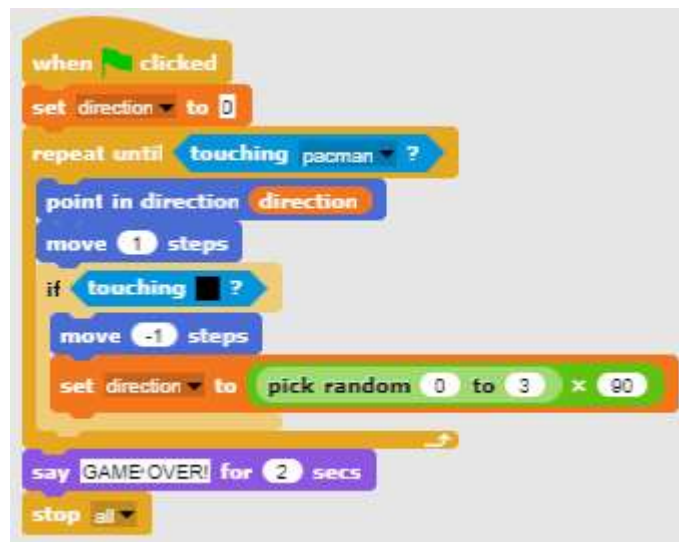 when clicked
set direction to 0
repeat until touching pacman ?
point in direction direction
move 1 steps
if touching ?
move -1 steps
set direction to pick random 0 to 3 × 90
say GAME OVER! for 2 secs
stop all